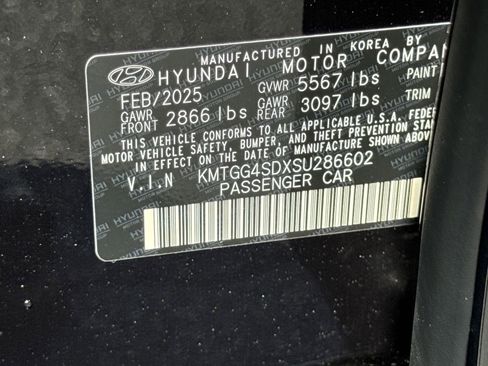 MANUFACTURED IN KOREA BY
HYUNDAI MOTOR COMPAN
FEB/2025 GVWR 5567 lbs PAINT
GAWR FRONT 2866 lbs GAWR REAR 3097 lbs TRIM
THIS VEHICLE CONFORMS TO ALL APPLICABLE U.S.A. FEDE
MOTOR VEHICLE SAFETY, BUMPER, AND THEFT PREVENTION STA
IN EFFECT ON THE DATE OF MANUFACTURE SHOWN
V.I.N KMTGG4SDXSU286602
PASSENGER CAR